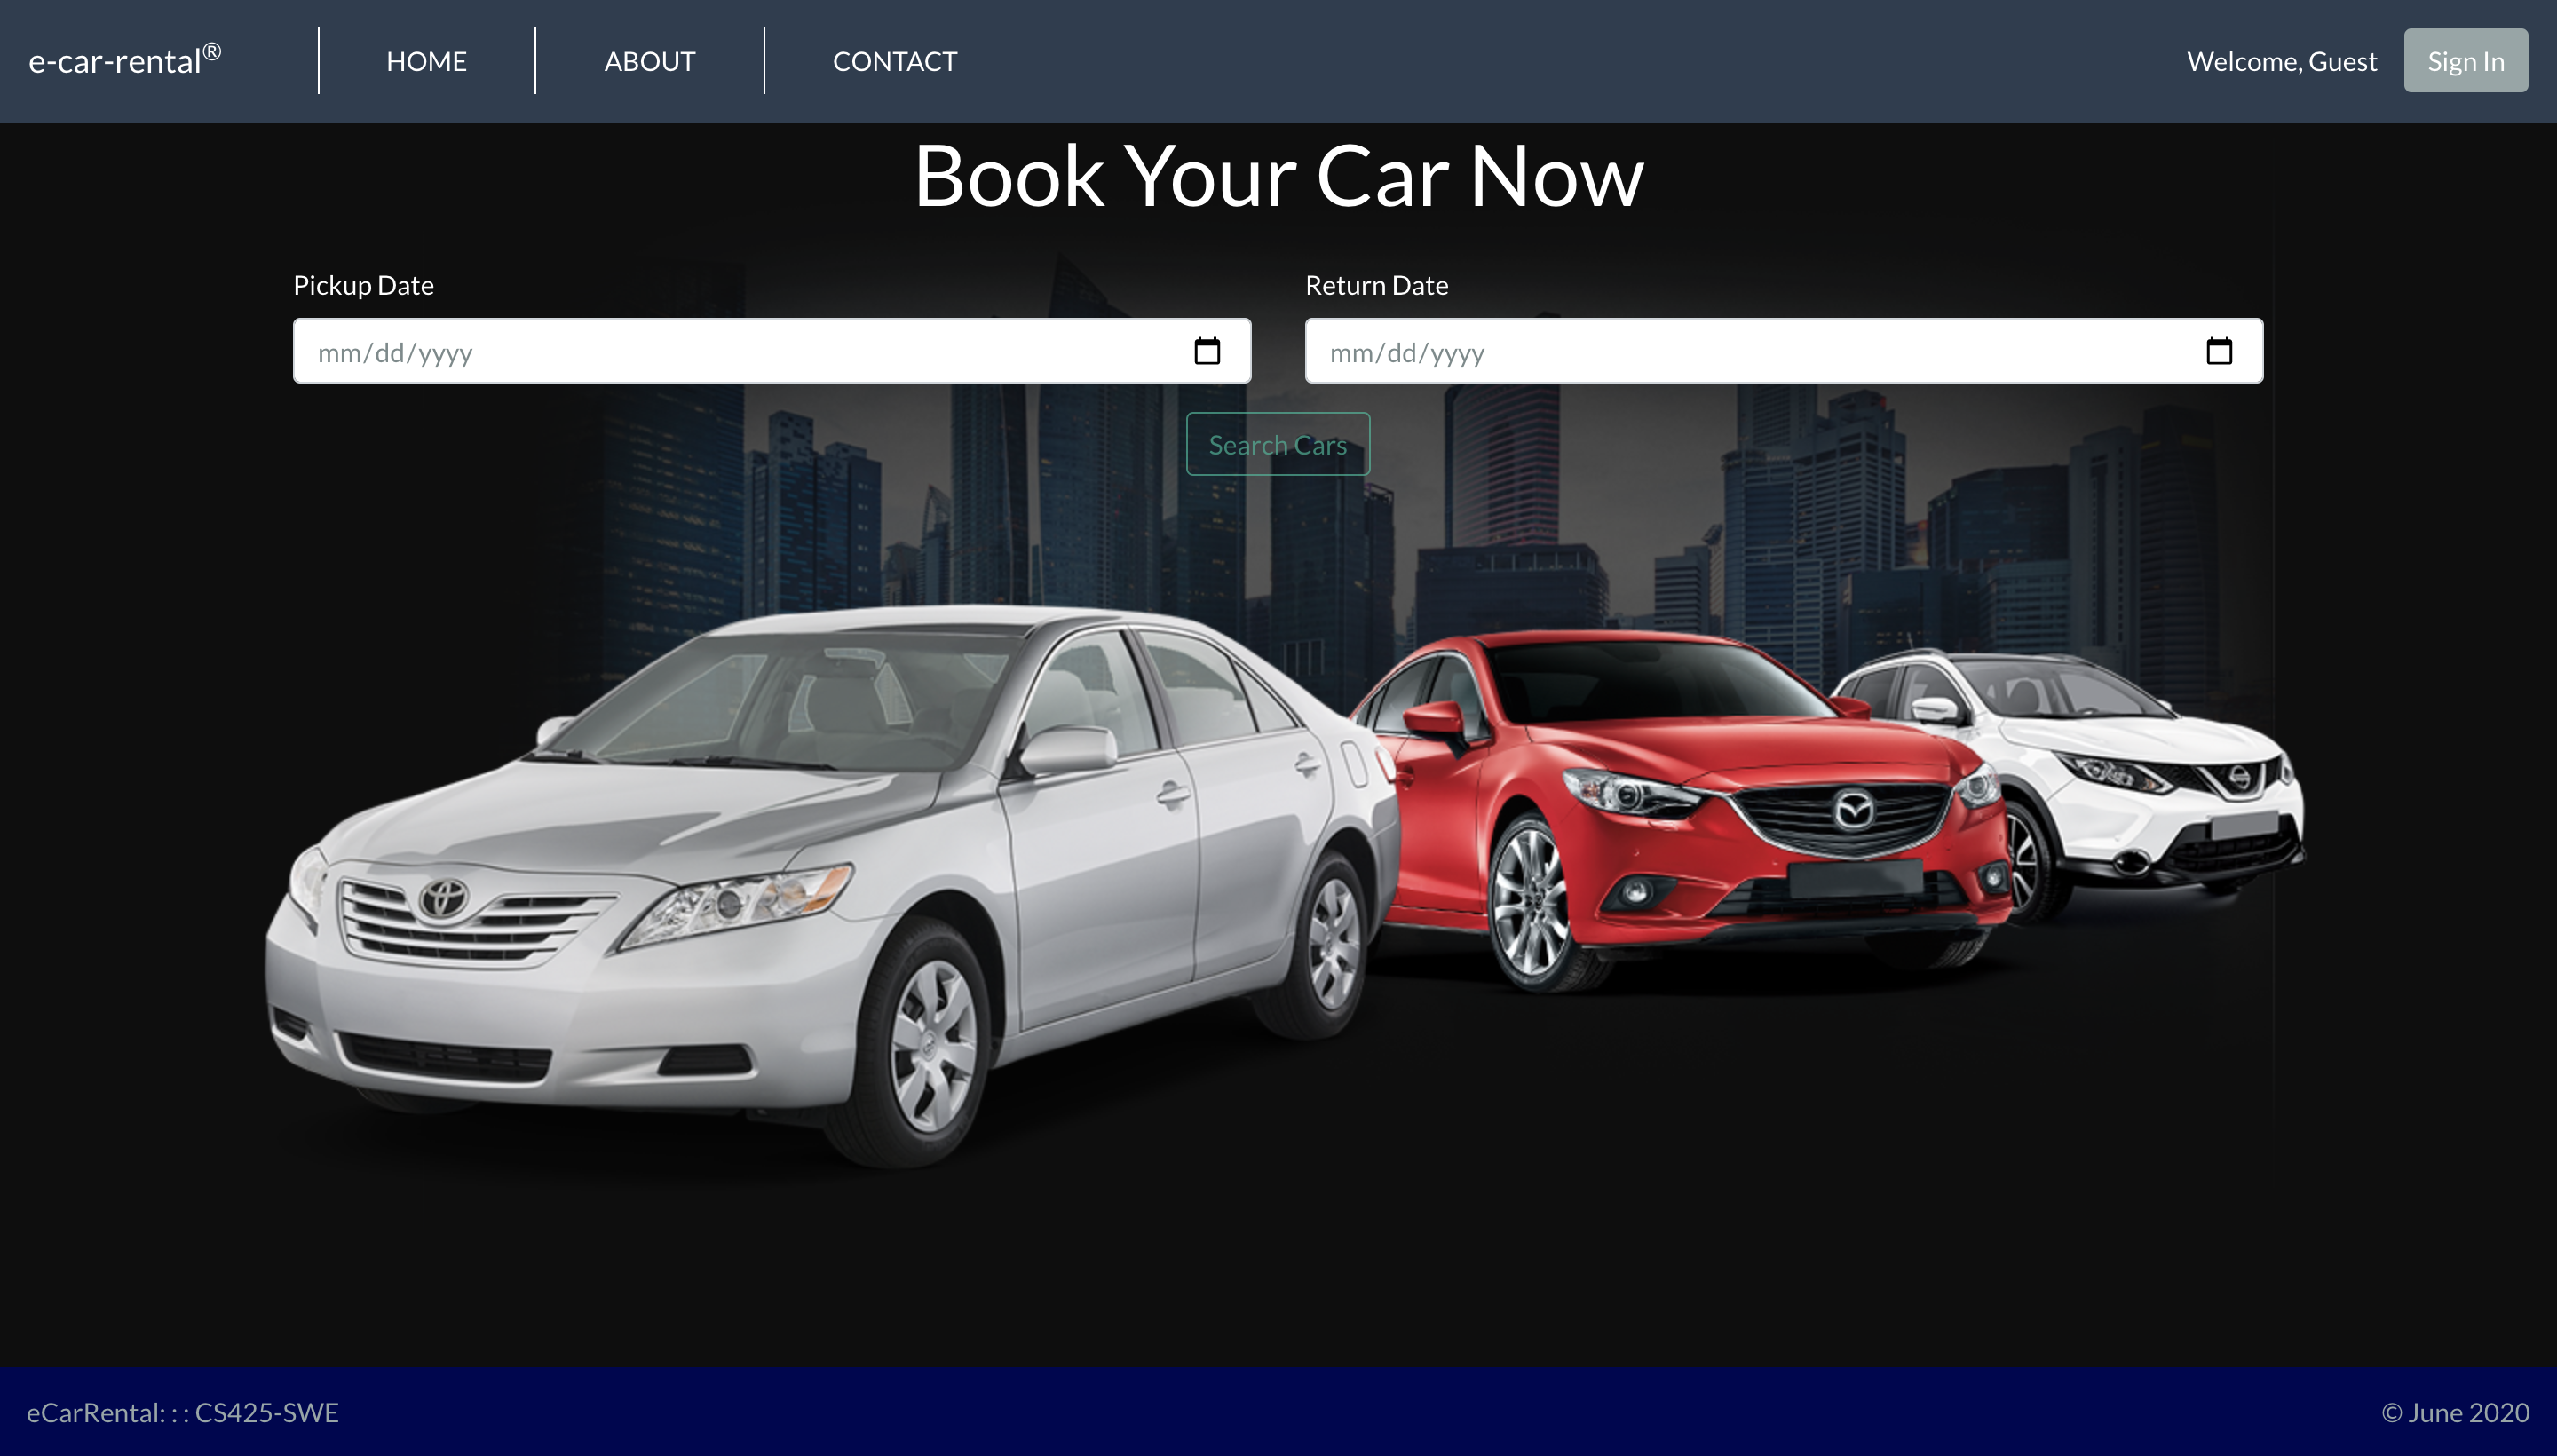 e-car-rental®
HOME
ABOUT
CONTACT
Welcome, Guest
Sign In
Book Your Car Now
Pickup Date
Return Date
mm/dd/yyyy
mm/dd/yyyy
Search Cars
eCarRental: : : CS425-SWE
© June 2020